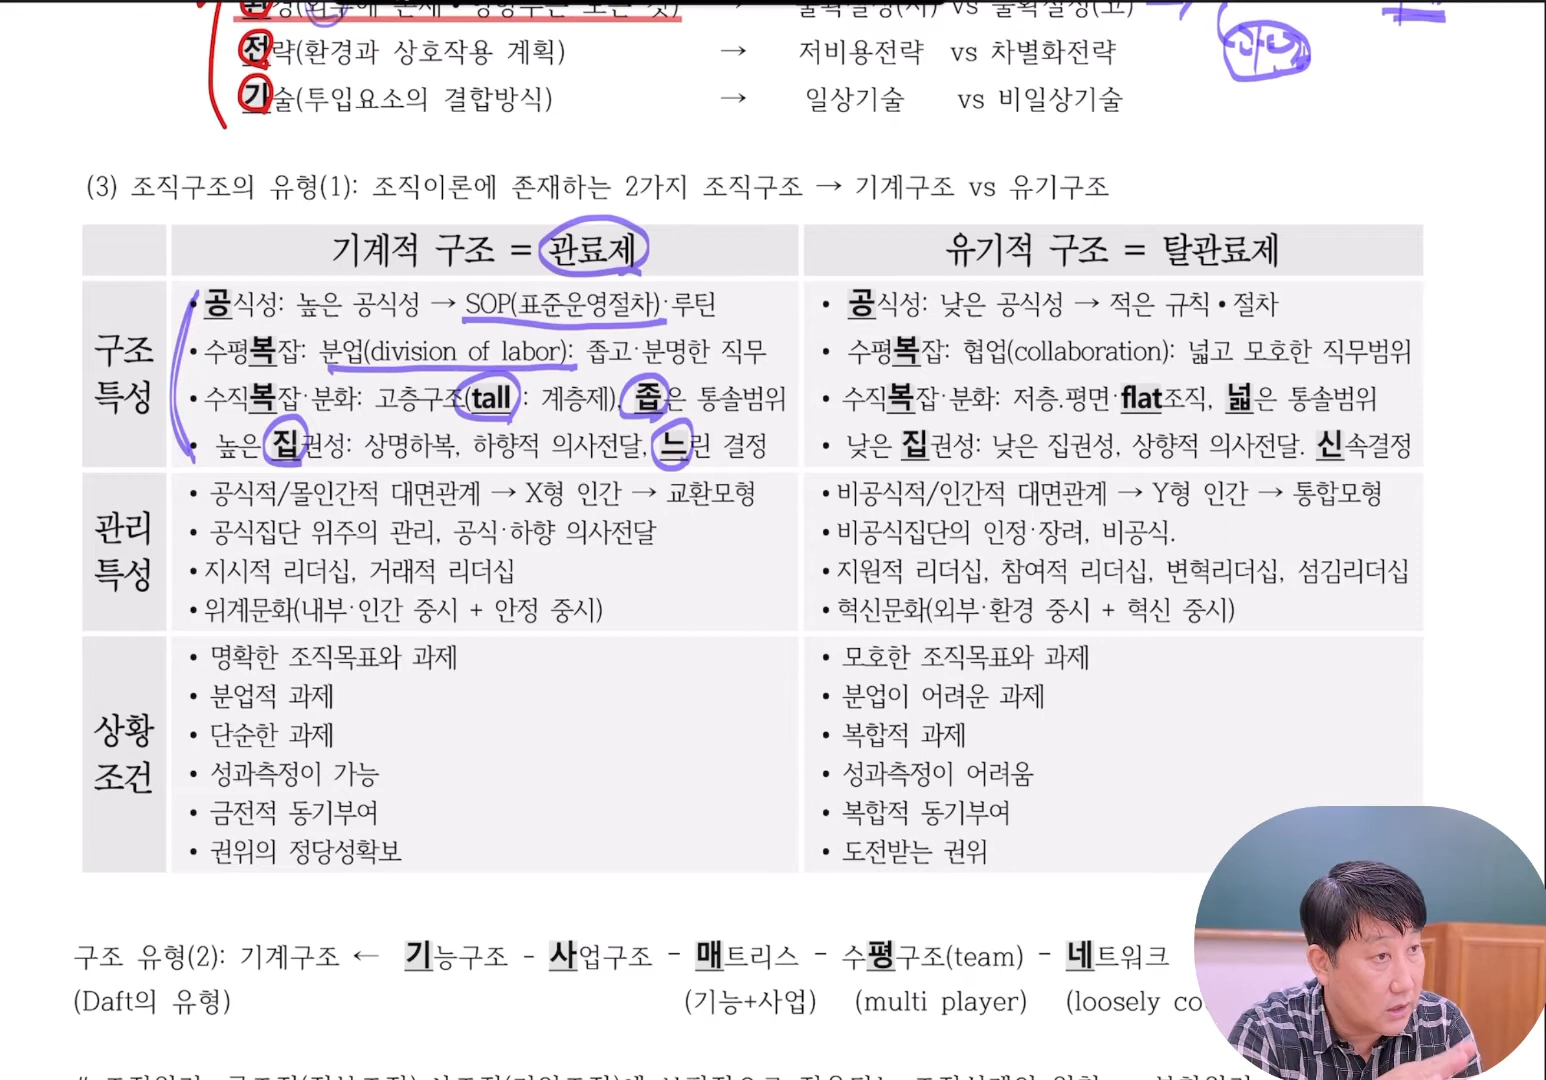 불확실성(저) vs 불확실성(고)
전략(환경과 상호작용 계획) → 저비용전략 vs 차별화전략
기술(투입요소의 결합방식) → 일상기술 vs 비일상기술
(3) 조직구조의 유형(1): 조직이론에 존재하는 2가지 조직구조 → 기계구조 vs 유기구조
기계적 구조 = 관료제
유기적 구조 = 탈관료제
구조
특성
• 공식성: 높은 공식성 → SOP(표준운영절차)·루틴
• 수평복잡: 분업(division of labor): 좁고·분명한 직무
• 수직복잡·분화: 고층구조(tall : 계층제), 좁은 통솔범위
• 높은 집권성: 상명하복, 하향적 의사전달, 느린 결정
• 공식성: 낮은 공식성 → 적은 규칙•절차
• 수평복잡: 협업(collaboration): 넓고 모호한 직무범위
• 수직복잡·분화: 저층.평면·flat조직, 넓은 통솔범위
• 낮은 집권성: 낮은 집권성, 상향적 의사전달. 신속결정
관리
특성
• 공식적/몰인간적 대면관계 → X형 인간 → 교환모형
• 공식집단 위주의 관리, 공식·하향 의사전달
• 지시적 리더십, 거래적 리더십
• 위계문화(내부·인간 중시 + 안정 중시)
• 비공식적/인간적 대면관계 → Y형 인간 → 통합모형
• 비공식집단의 인정·장려, 비공식.
• 지원적 리더십, 참여적 리더십, 변혁리더십, 섬김리더십
• 혁신문화(외부·환경 중시 + 혁신 중시)
상황
조건
• 명확한 조직목표와 과제
• 분업적 과제
• 단순한 과제
• 성과측정이 가능
• 금전적 동기부여
• 권위의 정당성확보
• 모호한 조직목표와 과제
• 분업이 어려운 과제
• 복합적 과제
• 성과측정이 어려움
• 복합적 동기부여
• 도전받는 권위
구조 유형(2): 기계구조 ← 기능구조 - 사업구조 - 매트리스 - 수평구조(team) - 네트워크
(Daft의 유형) (기능+사업) (multi player) (loosely